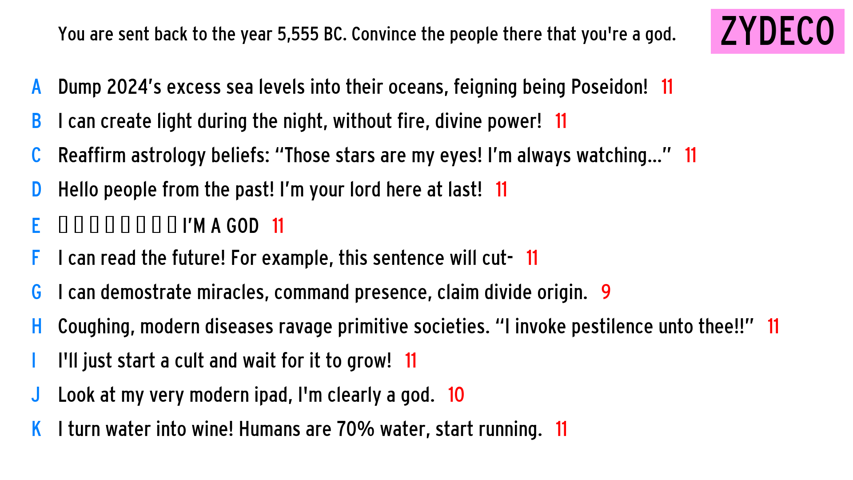 You are sent back to the year 5,555 BC. Convince the people there that you're a god.
ZYDECO
A Dump 2024’s excess sea levels into their oceans, feigning being Poseidon! 11
B I can create light during the night, without fire, divine power! 11
C Reaffirm astrology beliefs: “Those stars are my eyes! I’m always watching...” 11
D Hello people from the past! I’m your lord here at last! 11
E ▯ ▯ ▯ ▯ ▯ ▯ ▯ ▯ I’M A GOD 11
F I can read the future! For example, this sentence will cut- 11
G I can demostrate miracles, command presence, claim divide origin. 9
H Coughing, modern diseases ravage primitive societies. “I invoke pestilence unto thee!!” 11
I I'll just start a cult and wait for it to grow! 11
J Look at my very modern ipad, I'm clearly a god. 10
K I turn water into wine! Humans are 70% water, start running. 11